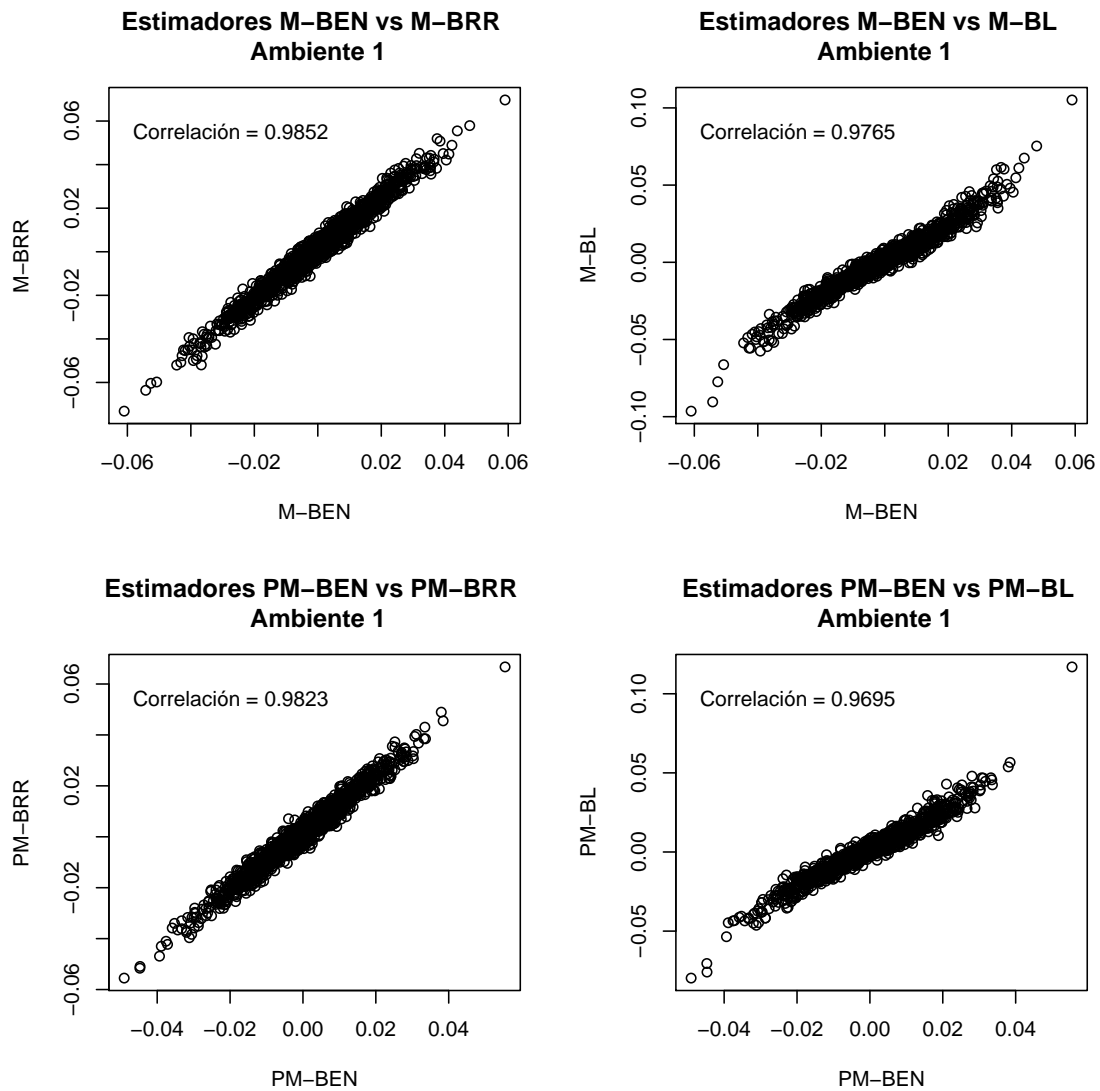 Estimadores M−BEN vs M−BRR
Ambiente 1
Correlación = 0.9852
0.06
0.02
−0.02
−0.06
M−BRR
−0.06
−0.02
0.02
0.06
M−BEN
Estimadores M−BEN vs M−BL
Ambiente 1
Correlación = 0.9765
0.10
0.05
0.00
−0.05
−0.10
M−BL
−0.06
−0.02
0.02
0.06
M−BEN
Estimadores PM−BEN vs PM−BRR
Ambiente 1
Correlación = 0.9823
0.06
0.02
−0.02
−0.06
PM−BRR
−0.04
−0.02
0.00
0.02
0.04
PM−BEN
Estimadores PM−BEN vs PM−BL
Ambiente 1
Correlación = 0.9695
0.10
0.05
0.00
−0.05
PM−BL
−0.04
−0.02
0.00
0.02
0.04
PM−BEN